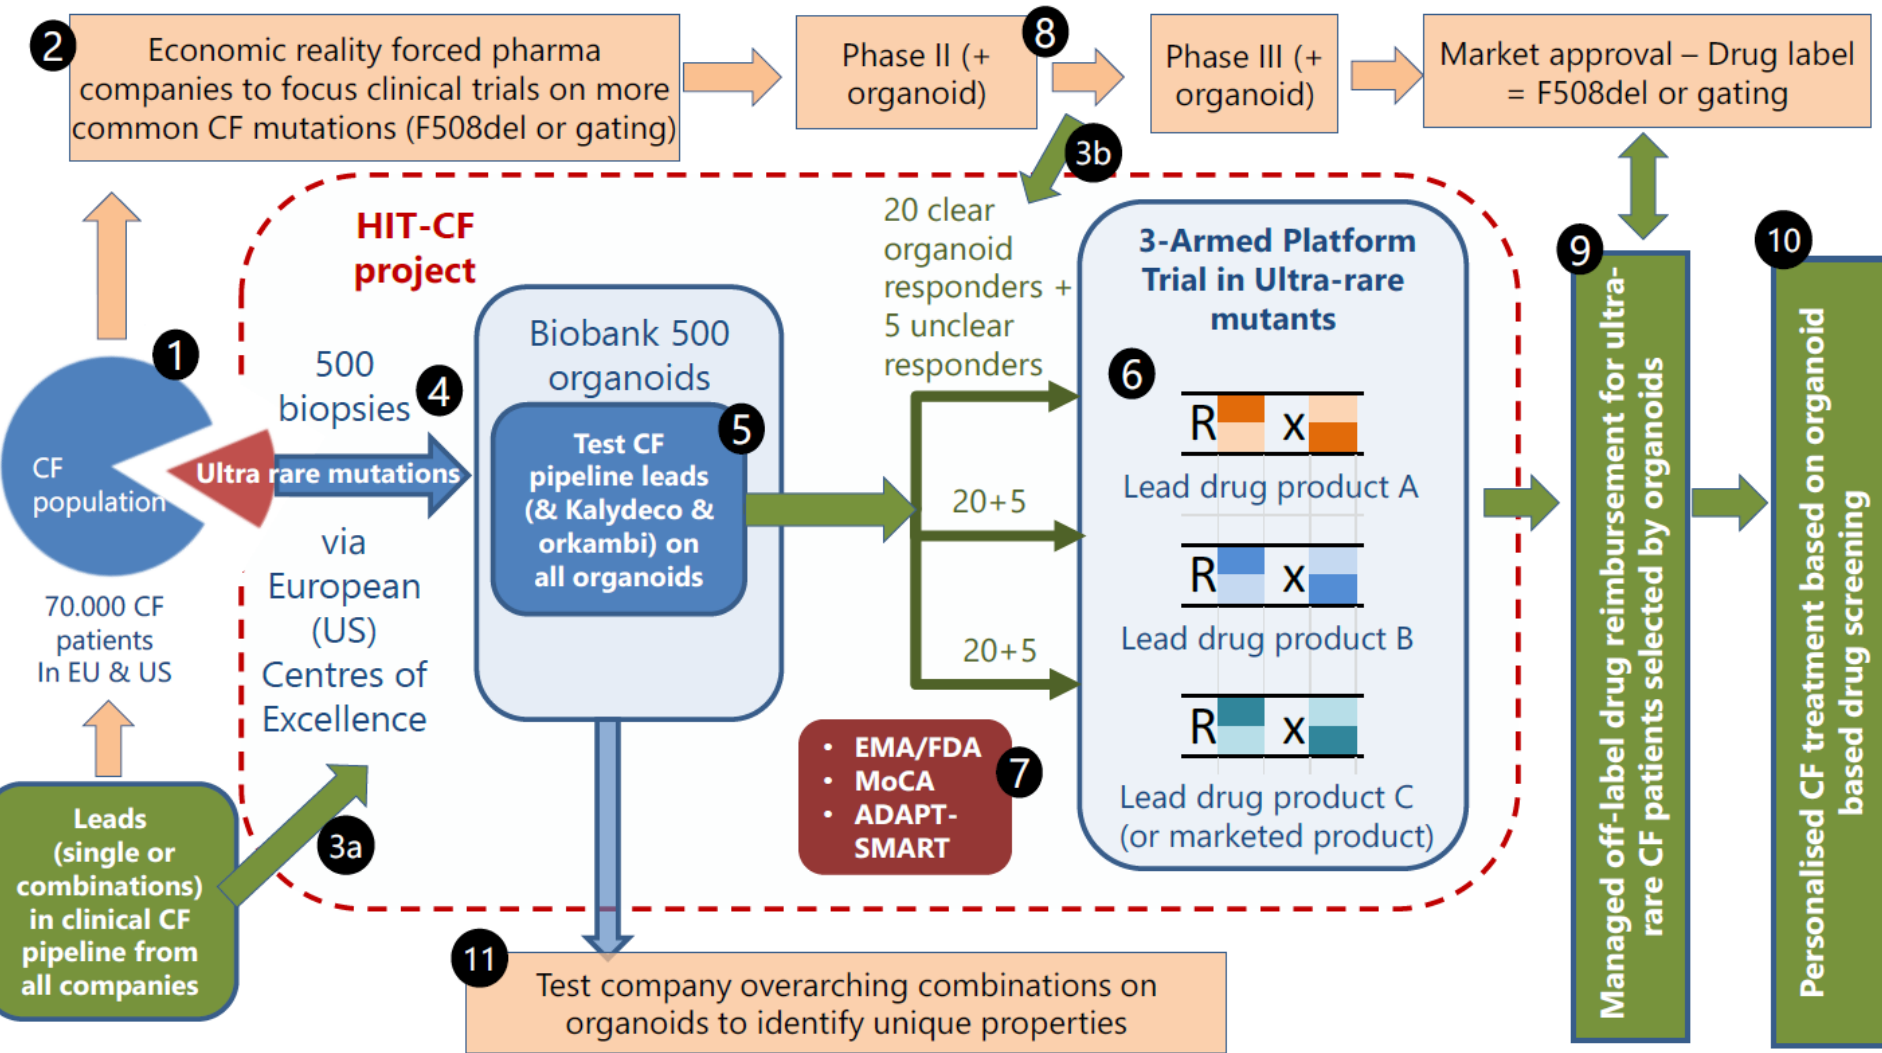 2
Economic reality forced pharma
companies to focus clinical trials on more
common CF mutations (F508del or gating)
Phase II (+
organoid)
8
Phase III (+
organoid)
Market approval – Drug label
= F508del or gating
3b
HIT-CF
project
1
CF
population
Ultra rare mutations
70.000 CF
patients
In EU & US
500
biopsies
4
via
European
(US)
Centres of
Excellence
Leads
(single or
combinations)
in clinical CF
pipeline from
all companies
3a
Biobank 500
organoids
5
Test CF
pipeline leads
(& Kalydeco &
orkambi) on
all organoids
20 clear
organoid
responders +
5 unclear
responders
20+5
20+5
3-Armed Platform
Trial in Ultra-rare
mutants
6
R x
Lead drug product A
R x
Lead drug product B
R x
Lead drug product C
(or marketed product)
• EMA/FDA
• MoCA
• ADAPT-
SMART
7
9
Managed off-label drug reimbursement for ultra-
rare CF patients selected by organoids
10
Personalised CF treatment based on organoid
based drug screening
11
Test company overarching combinations on
organoids to identify unique properties